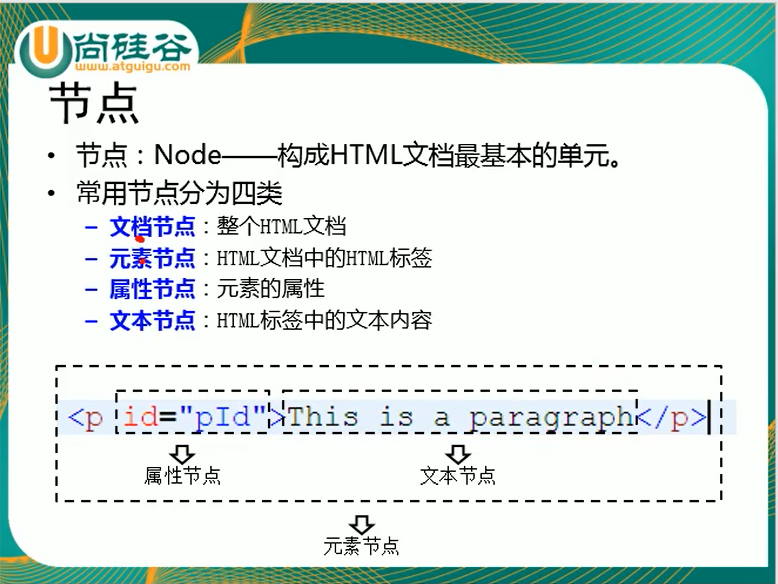 尚硅谷
www.atguigu.com
节点
• 节点：Node——构成HTML文档最基本的单元。
• 常用节点分为四类
– 文档节点：整个HTML文档
– 元素节点：HTML文档中的HTML标签
– 属性节点：元素的属性
– 文本节点：HTML标签中的文本内容
<p id="pId">This is a paragraph</p>
属性节点 文本节点
元素节点